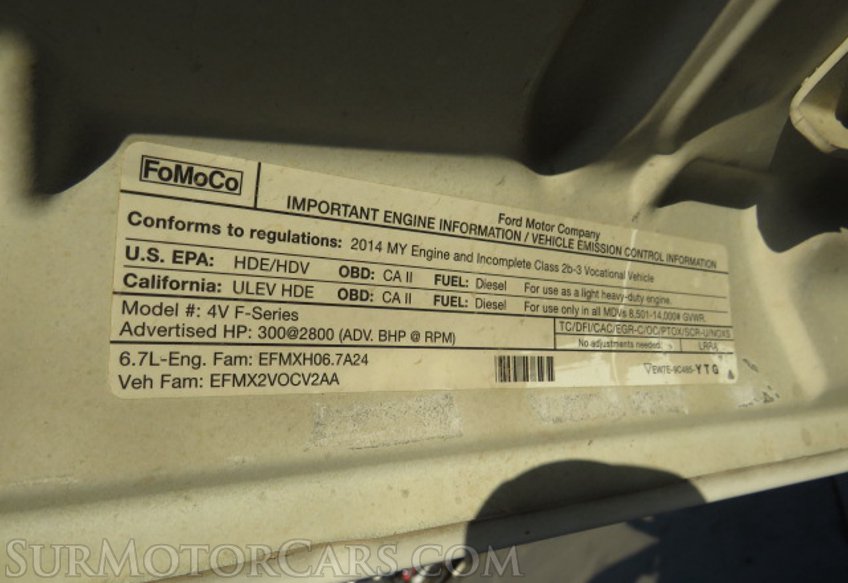 FoMoCo
Ford Motor Company
IMPORTANT ENGINE INFORMATION / VEHICLE EMISSION CONTROL INFORMATION
Conforms to regulations: 2014 MY Engine and Incomplete Class 2b-3 Vocational Vehicle
U.S. EPA: HDE/HDV OBD: CA II FUEL: Diesel For use as a light heavy-duty engine.
California: ULEV HDE OBD: CA II FUEL: Diesel For use only in all MDVs 8,501-14,000# GVWR.
Model #: 4V F-Series
TC/DFI/CAC/EGR-C/OC/PTOX/SCR-U/NOXS
Advertised HP: 300@2800 (ADV. BHP @ RPM)
No adjustments needed. LRRA
6.7L-Eng. Fam: EFMXH06.7A24
EW7E-9C485-YTG
Veh Fam: EFMX2VOCV2AA
SURMOTORCARS.COM